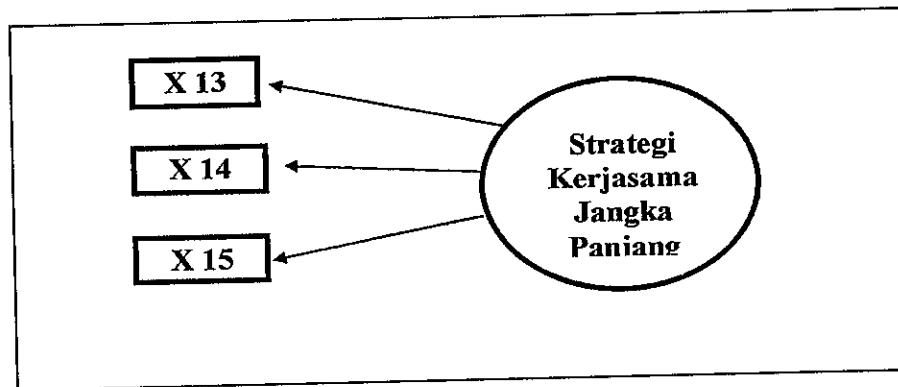 X 13
X 14
X 15
Strategi
Kerjasama
Jangka
Panjang